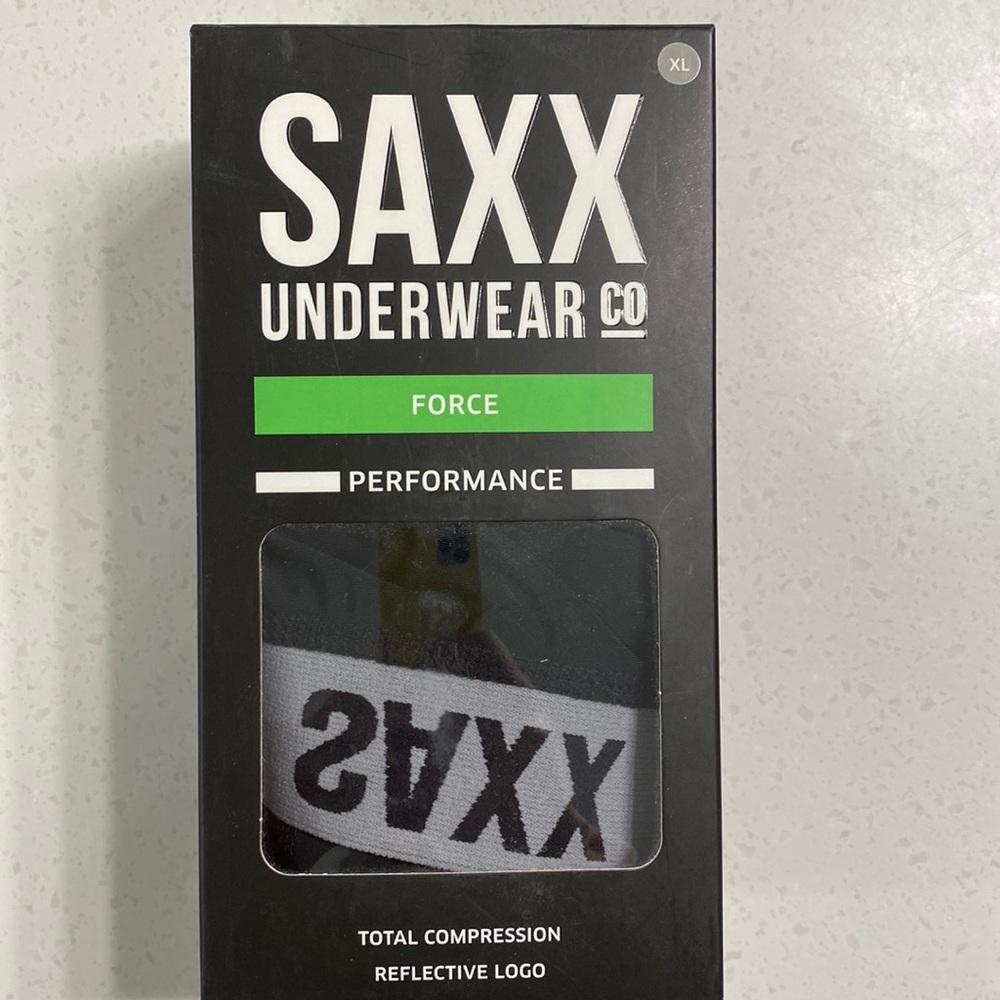 XL
SAXX
UNDERWEAR CO
FORCE
PERFORMANCE
SAXX
TOTAL COMPRESSION
REFLECTIVE LOGO